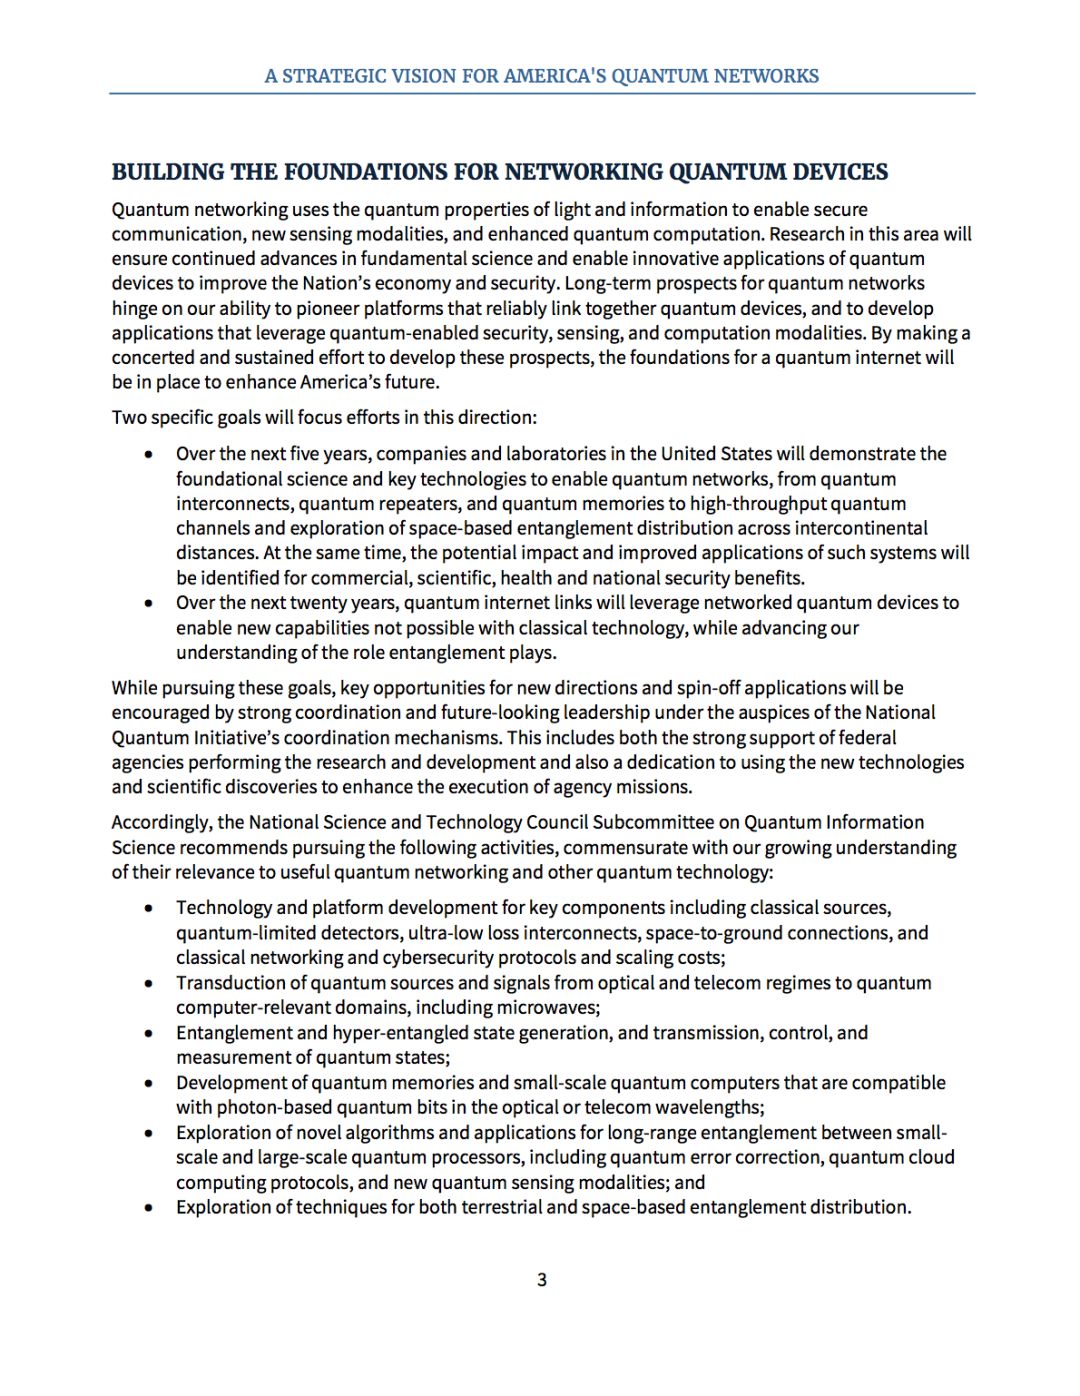 A STRATEGIC VISION FOR AMERICA'S QUANTUM NETWORKS
BUILDING THE FOUNDATIONS FOR NETWORKING QUANTUM DEVICES
Quantum networking uses the quantum properties of light and information to enable secure
communication, new sensing modalities, and enhanced quantum computation. Research in this area will
ensure continued advances in fundamental science and enable innovative applications of quantum
devices to improve the Nation’s economy and security. Long-term prospects for quantum networks
hinge on our ability to pioneer platforms that reliably link together quantum devices, and to develop
applications that leverage quantum-enabled security, sensing, and computation modalities. By making a
concerted and sustained effort to develop these prospects, the foundations for a quantum internet will
be in place to enhance America’s future.
Two specific goals will focus efforts in this direction:
• Over the next five years, companies and laboratories in the United States will demonstrate the
foundational science and key technologies to enable quantum networks, from quantum
interconnects, quantum repeaters, and quantum memories to high-throughput quantum
channels and exploration of space-based entanglement distribution across intercontinental
distances. At the same time, the potential impact and improved applications of such systems will
be identified for commercial, scientific, health and national security benefits.
• Over the next twenty years, quantum internet links will leverage networked quantum devices to
enable new capabilities not possible with classical technology, while advancing our
understanding of the role entanglement plays.
While pursuing these goals, key opportunities for new directions and spin-off applications will be
encouraged by strong coordination and future-looking leadership under the auspices of the National
Quantum Initiative’s coordination mechanisms. This includes both the strong support of federal
agencies performing the research and development and also a dedication to using the new technologies
and scientific discoveries to enhance the execution of agency missions.
Accordingly, the National Science and Technology Council Subcommittee on Quantum Information
Science recommends pursuing the following activities, commensurate with our growing understanding
of their relevance to useful quantum networking and other quantum technology:
• Technology and platform development for key components including classical sources,
quantum-limited detectors, ultra-low loss interconnects, space-to-ground connections, and
classical networking and cybersecurity protocols and scaling costs;
• Transduction of quantum sources and signals from optical and telecom regimes to quantum
computer-relevant domains, including microwaves;
• Entanglement and hyper-entangled state generation, and transmission, control, and
measurement of quantum states;
• Development of quantum memories and small-scale quantum computers that are compatible
with photon-based quantum bits in the optical or telecom wavelengths;
• Exploration of novel algorithms and applications for long-range entanglement between small-
scale and large-scale quantum processors, including quantum error correction, quantum cloud
computing protocols, and new quantum sensing modalities; and
• Exploration of techniques for both terrestrial and space-based entanglement distribution.
3